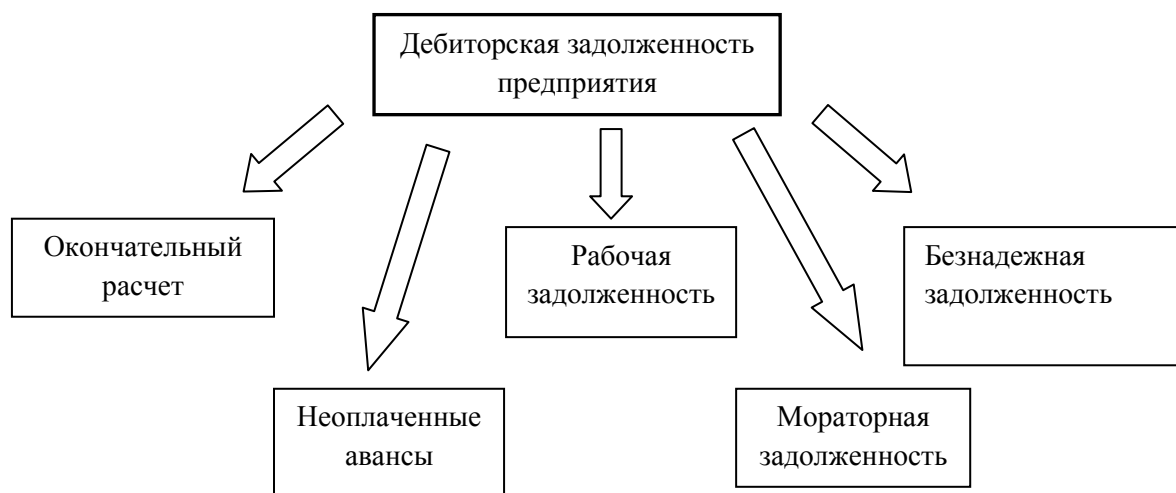 Дебиторская задолженность
предприятия
Окончательный
расчет
Рабочая
задолженность
Безнадежная
задолженность
Неоплаченные
авансы
Мораторная
задолженность